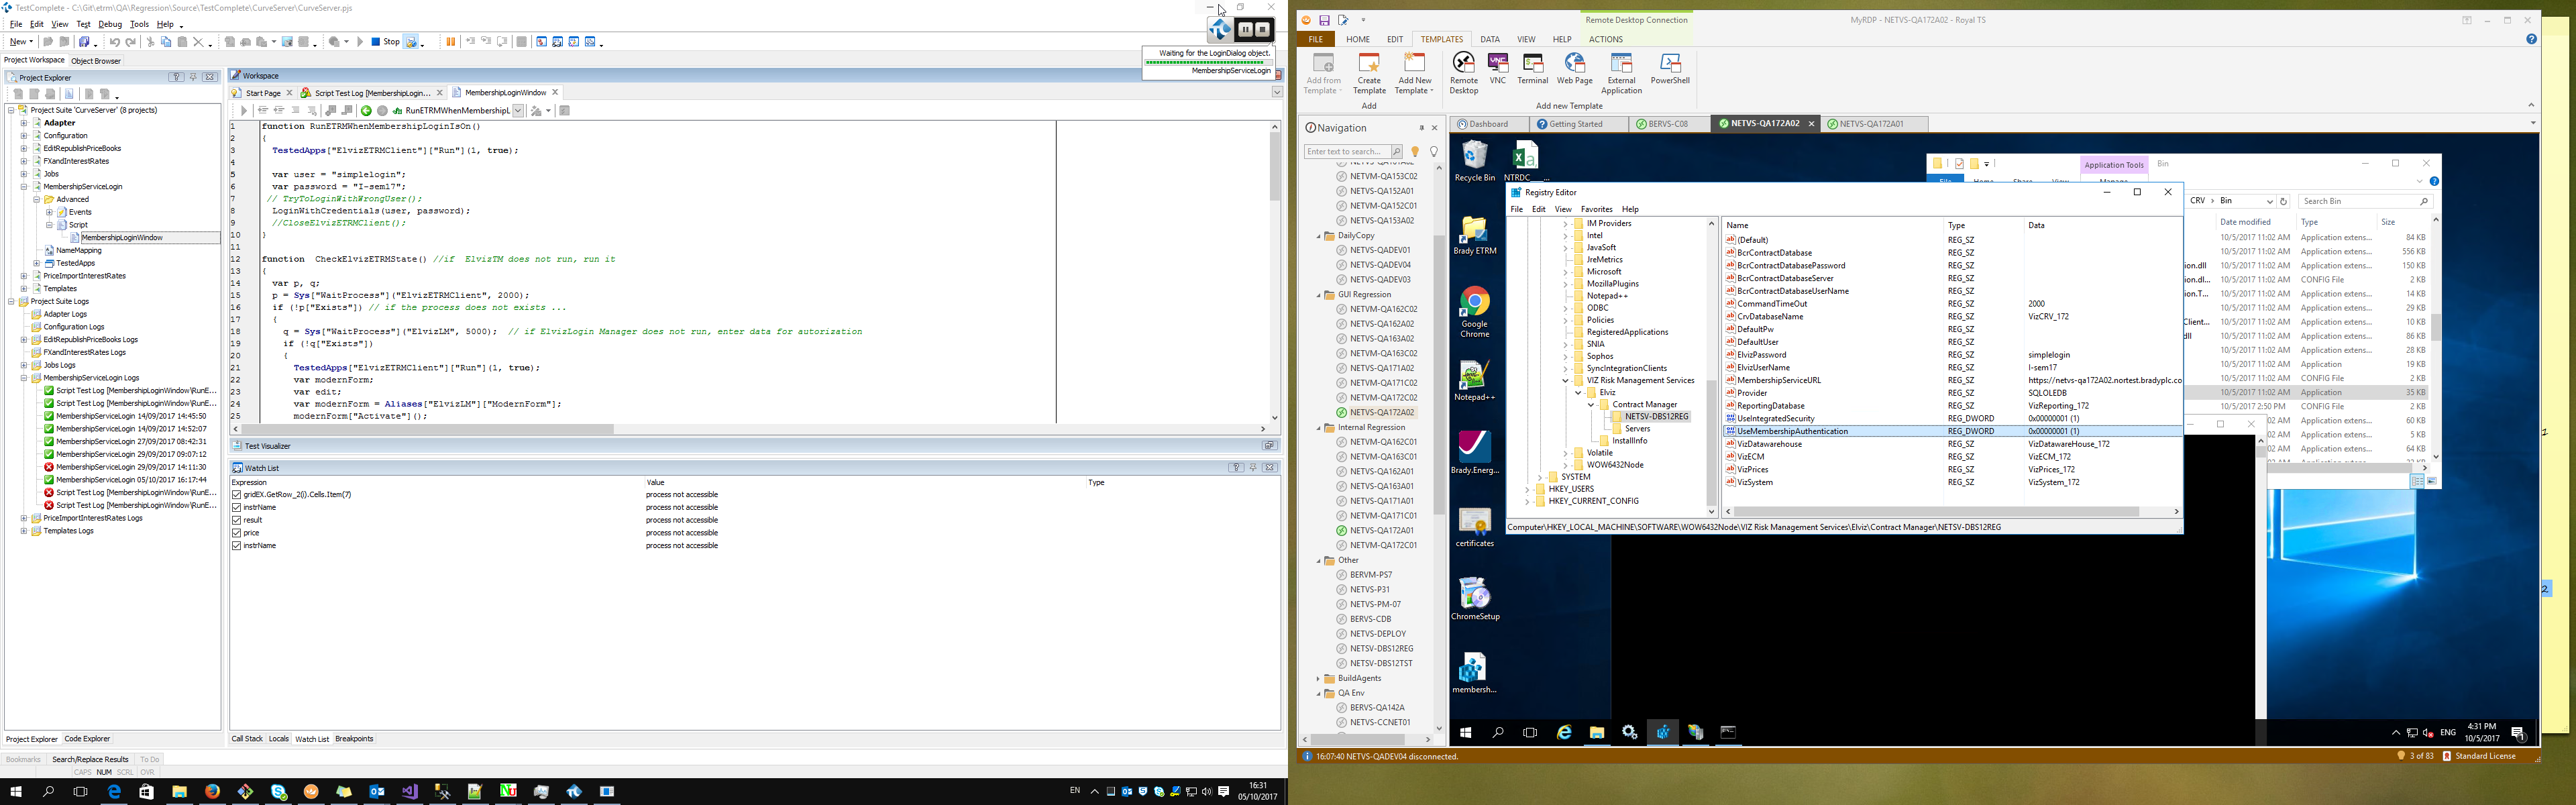 TestComplete - C:\Git\etrm\QA\Regression\Source\TestComplete\CurveServer\CurveServer.pjs
File Edit View Test Debug Tools Help
New Stop
Waiting for the LoginDialog object.
MembershipServiceLogin
Project Workspace Object Browser
Project Explorer
Project Suite 'CurveServer' (8 projects)
Adapter
Configuration
EditRepublishPriceBooks
FXandInterestRates
Jobs
MembershipServiceLogin
Advanced
Events
Script
MembershipLoginWindow
NameMapping
TestedApps
PriceImportInterestRates
Templates
Project Suite Logs
Adapter Logs
Configuration Logs
EditRepublishPriceBooks Logs
FXandInterestRates Logs
Jobs Logs
MembershipServiceLogin Logs
Script Test Log [MembershipLoginWindow\RunE...
Script Test Log [MembershipLoginWindow\RunE...
MembershipServiceLogin 14/09/2017 14:45:50
MembershipServiceLogin 14/09/2017 14:52:07
MembershipServiceLogin 27/09/2017 08:42:31
MembershipServiceLogin 29/09/2017 09:07:12
MembershipServiceLogin 29/09/2017 14:11:30
MembershipServiceLogin 05/10/2017 16:17:44
Script Test Log [MembershipLoginWindow\RunE...
Script Test Log [MembershipLoginWindow\RunE...
PriceImportInterestRates Logs
Templates Logs
Project Explorer Code Explorer
Workspace
Start Page Script Test Log [MembershipLogin... MembershipLoginWindow
RunETRMWhenMembershipL
1 function RunETRMWhenMembershipLoginIsOn()
2 {
3 TestedApps["ElvizETRMClient"]["Run"](1, true);
4
5 var user = "simplelogin";
6 var password = "I-sem17";
7 // TryToLoginWithWrongUser();
8 LoginWithCredentials(user, password);
9 //CloseElvizETRMClient();
10 }
11
12 function CheckElvizETRMState() //if ElvizTM does not run, run it
13 {
14 var p, q;
15 p = Sys["WaitProcess"]("ElvizETRMClient", 2000);
16 if (!p["Exists"]) // if the process does not exists ...
17 {
18 q = Sys["WaitProcess"]("ElvizLM", 5000); // if ElvizLogin Manager does not run, enter data for autorization
19 if (!q["Exists"])
20 {
21 TestedApps["ElvizETRMClient"]["Run"](1, true);
22 var modernForm;
23 var edit;
24 var modernForm = Aliases["ElvizLM"]["ModernForm"];
25 modernForm["Activate"]();
Test Visualizer
Watch List
Expression Value Type
gridEX.GetRow_2(i).Cells.Item(7) process not accessible
instrName process not accessible
result process not accessible
price process not accessible
instrName process not accessible
Call Stack Locals Watch List Breakpoints
Bookmarks Search/Replace Results To Do
CAPS NUM SCRL OVR
EN 16:31
05/10/2017
Remote Desktop Connection
MyRDP - NETVS-QA172A02 - Royal TS
FILE HOME EDIT TEMPLATES DATA VIEW HELP ACTIONS
Add from Template
Create Template
Add New Template
Remote Desktop
VNC
Terminal
Web Page
External Application
PowerShell
Add
Add new Template
Navigation
Enter text to search...
NETVM-QA153C02
NETVS-QA152A01
NETVM-QA152C01
NETVS-QA153A02
DailyCopy
NETVS-QADEV01
NETVS-QADEV04
NETVS-QADEV03
GUI Regression
NETVM-QA162C02
NETVS-QA162A02
NETVS-QA163A02
NETVM-QA163C02
NETVS-QA171A02
NETVM-QA171C02
NETVM-QA172C02
NETVS-QA172A02
Internal Regression
NETVM-QA162C01
NETVM-QA163C01
NETVS-QA162A01
NETVS-QA163A01
NETVS-QA171A01
NETVM-QA171C01
NETVS-QA172A01
NETVM-QA172C01
Other
BERVM-PS7
NETVS-P31
NETVS-PM-07
BERVS-CDB
NETVS-DEPLOY
NETSV-DBS12REG
NETSV-DBS12TST
BuildAgents
QA Env
BERVS-QA142A
NETVS-CCNET01
Dashboard Getting Started BERVS-C08 NETVS-QA172A02 NETVS-QA172A01
Recycle Bin
NTRDC___...
Brady ETRM
Google Chrome
Notepad++
Brady.Energ...
certificates
ChromeSetup
membersh...
Registry Editor
File Edit View Favorites Help
IM Providers
Intel
JavaSoft
JreMetrics
Microsoft
MozillaPlugins
Notepad++
ODBC
Policies
RegisteredApplications
SNIA
Sophos
SyncIntegrationClients
VIZ Risk Management Services
Elviz
Contract Manager
NETSV-DBS12REG
Servers
InstallInfo
Volatile
WOW6432Node
SYSTEM
HKEY_USERS
HKEY_CURRENT_CONFIG
Name Type Data
(Default) REG_SZ
BcrContractDatabase REG_SZ
BcrContractDatabasePassword REG_SZ
BcrContractDatabaseServer REG_SZ
BcrContractDatabaseUserName REG_SZ
CommandTimeOut REG_SZ 2000
CrvDatabaseName REG_SZ VizCRV_172
DefaultPw REG_SZ
DefaultUser REG_SZ
ElvizPassword REG_SZ simplelogin
ElvizUserName REG_SZ I-sem17
MembershipServiceURL REG_SZ https://netvs-qa172A02.nortest.bradyplc.co
Provider REG_SZ SQLOLEDB
ReportingDatabase REG_SZ VizReporting_172
UseIntegratedSecurity REG_DWORD 0x00000001 (1)
UseMembershipAuthentication REG_DWORD 0x00000001 (1)
VizDatawarehouse REG_SZ VizDatawareHouse_172
VizECM REG_SZ VizECM_172
VizPrices REG_SZ VizPrices_172
VizSystem REG_SZ VizSystem_172
Computer\HKEY_LOCAL_MACHINE\SOFTWARE\WOW6432Node\VIZ Risk Management Services\Elviz\Contract Manager\NETSV-DBS12REG
Application Tools Bin
CRV > Bin Search Bin
Date modified Type Size
10/5/2017 11:02 AM Application extens... 84 KB
10/5/2017 11:02 AM Application extens... 556 KB
ion.dll 10/5/2017 11:02 AM Application extens... 150 KB
10/5/2017 11:02 AM CONFIG File 2 KB
ion.T... 10/5/2017 11:02 AM Application extens... 14 KB
10/5/2017 11:02 AM Application extens... 29 KB
Client... 10/5/2017 11:02 AM Application extens... 10 KB
dll 10/5/2017 11:02 AM Application extens... 86 KB
10/5/2017 11:02 AM Application extens... 28 KB
10/5/2017 11:02 AM Application 19 KB
10/5/2017 11:02 AM CONFIG File 2 KB
10/5/2017 11:02 AM Application 35 KB
10/5/2017 2:50 PM CONFIG File 2 KB
Application extens... 60 KB
Application extens... 5 KB
Application extens... 64 KB
ENG 4:31 PM
10/5/2017
16:07:40 NETVS-QADEV04 disconnected.
3 of 83 Standard License
2